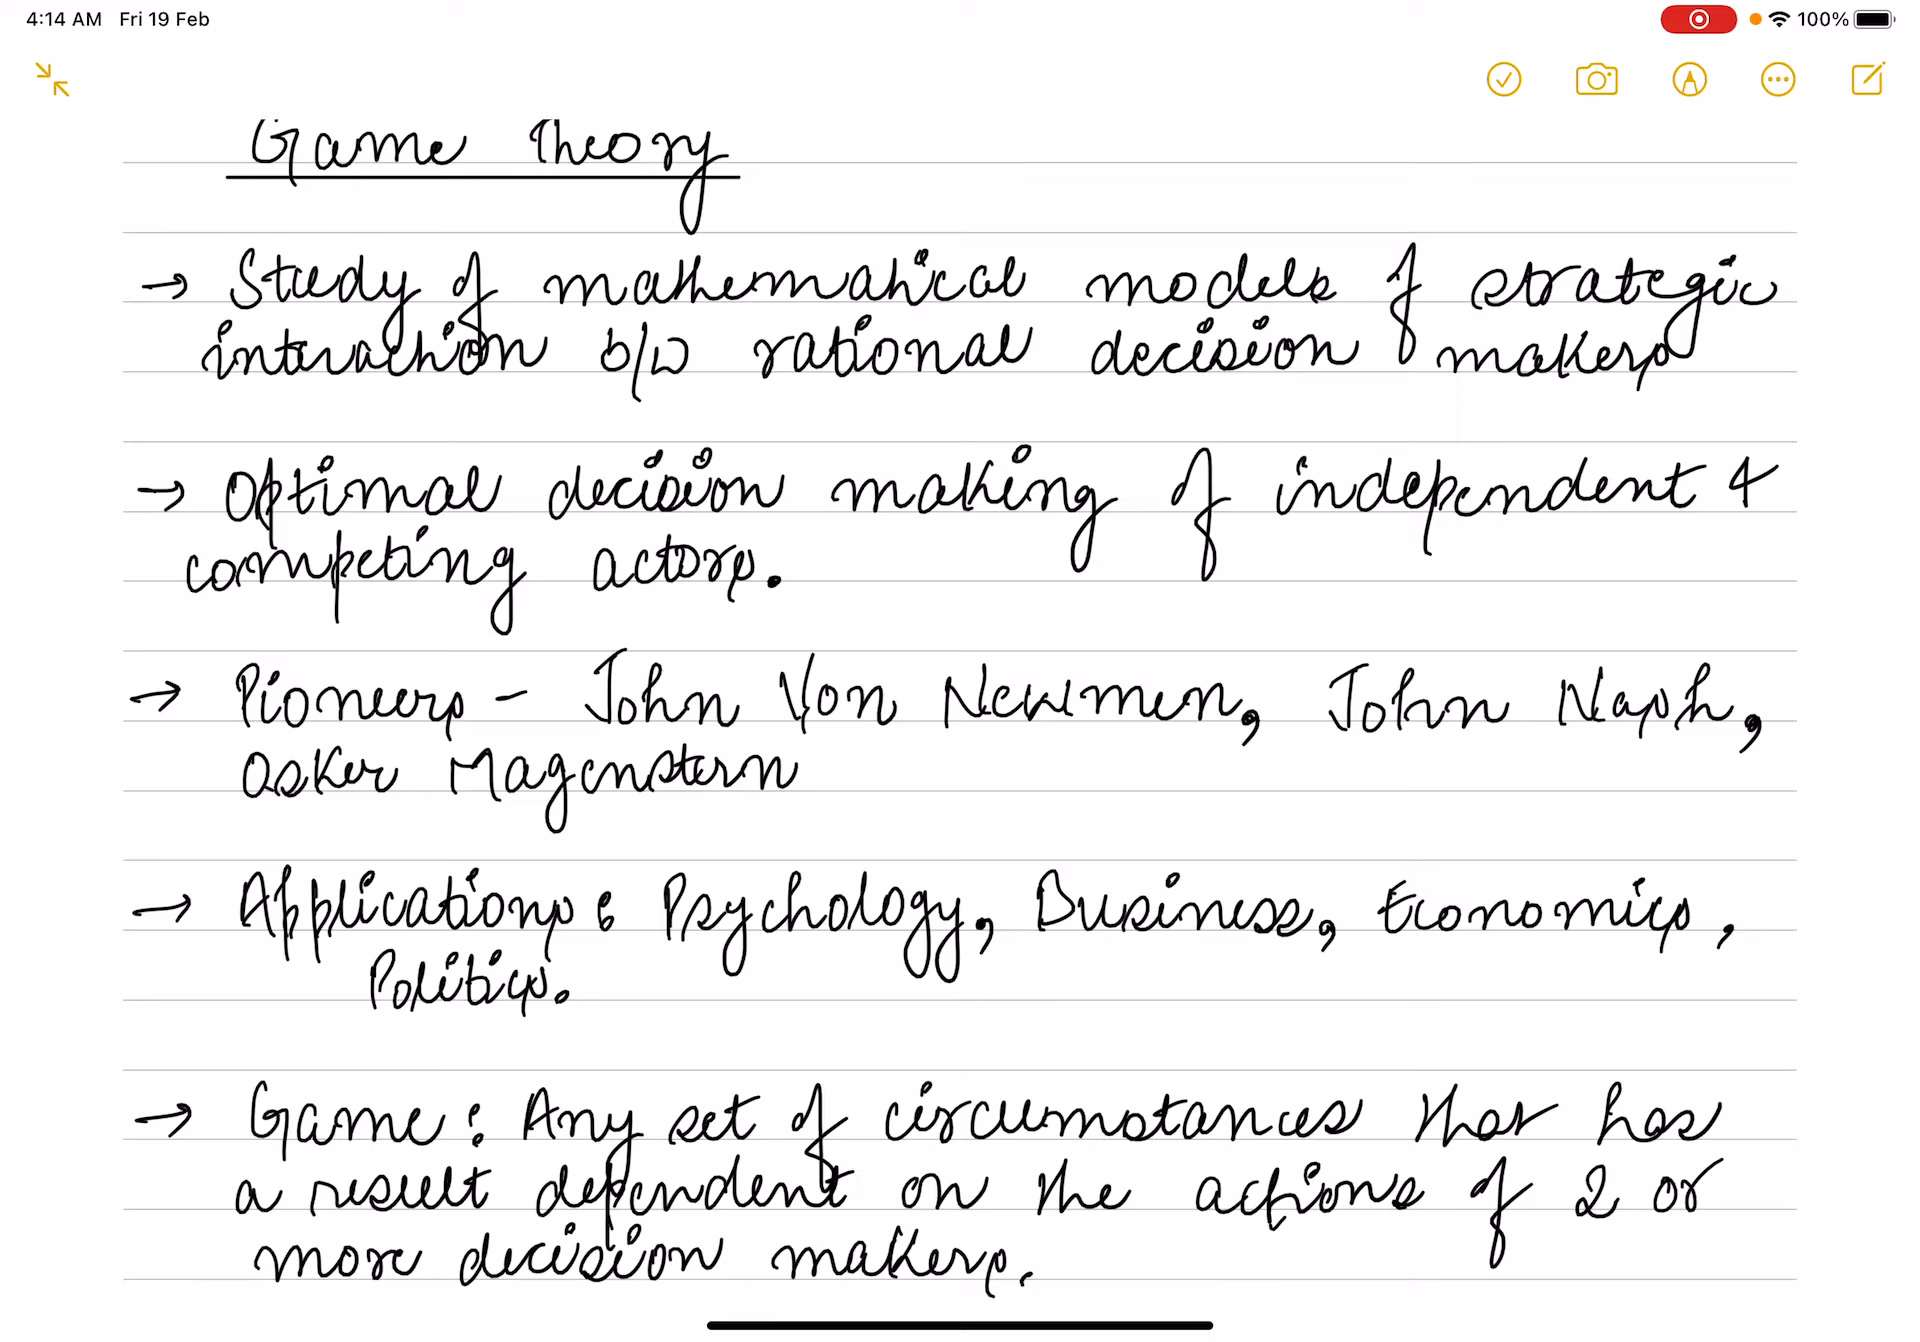 4:14 AM Fri 19 Feb 100%
Game Theory
→ Study of mathematical models of strategic
interaction b/w rational decision makers
→ Optimal decision making of independent &
competing actors.
→ Pioneers - John Von Newmen, John Nash,
Osker Magenstern
→ Applications: Psychology, Business, Economics,
Politics.
→ Game: Any set of circumstances that has
a result dependent on the actions of 2 or
more decision makers.